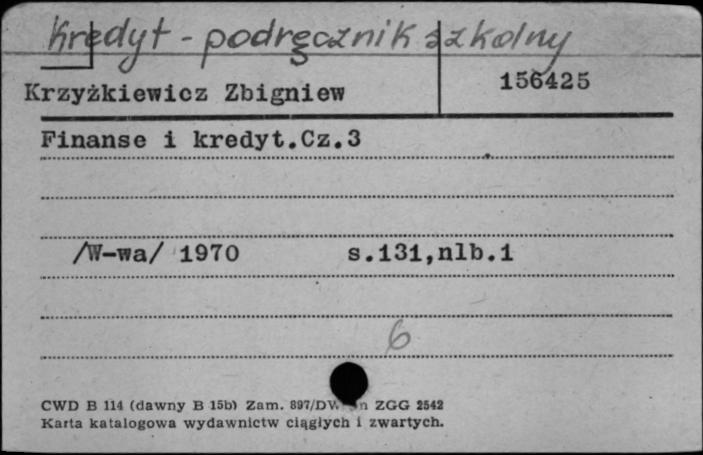 Kredyt - podręcznik szkolny
156425
Krzyżkiewicz Zbigniew
Finanse i kredyt.Cz.3
/W-wa/ 1970 s.131,nlb.1
6
CWD B 114 (dawny B 15b) Zam. 897/DW. ZGG 2542
Karta katalogowa wydawnictw ciągłych i zwartych.